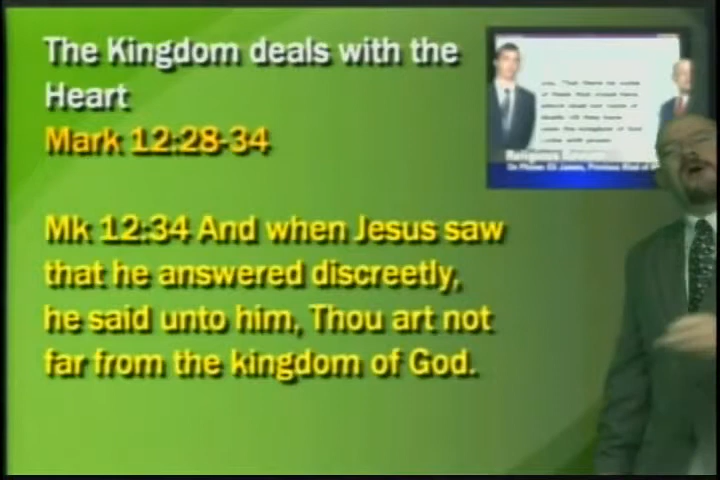 The Kingdom deals with the
Heart
Mark 12:28-34
Mk 12:34 And when Jesus saw
that he answered discreetly,
he said unto him, Thou art not
far from the kingdom of God.
Religious